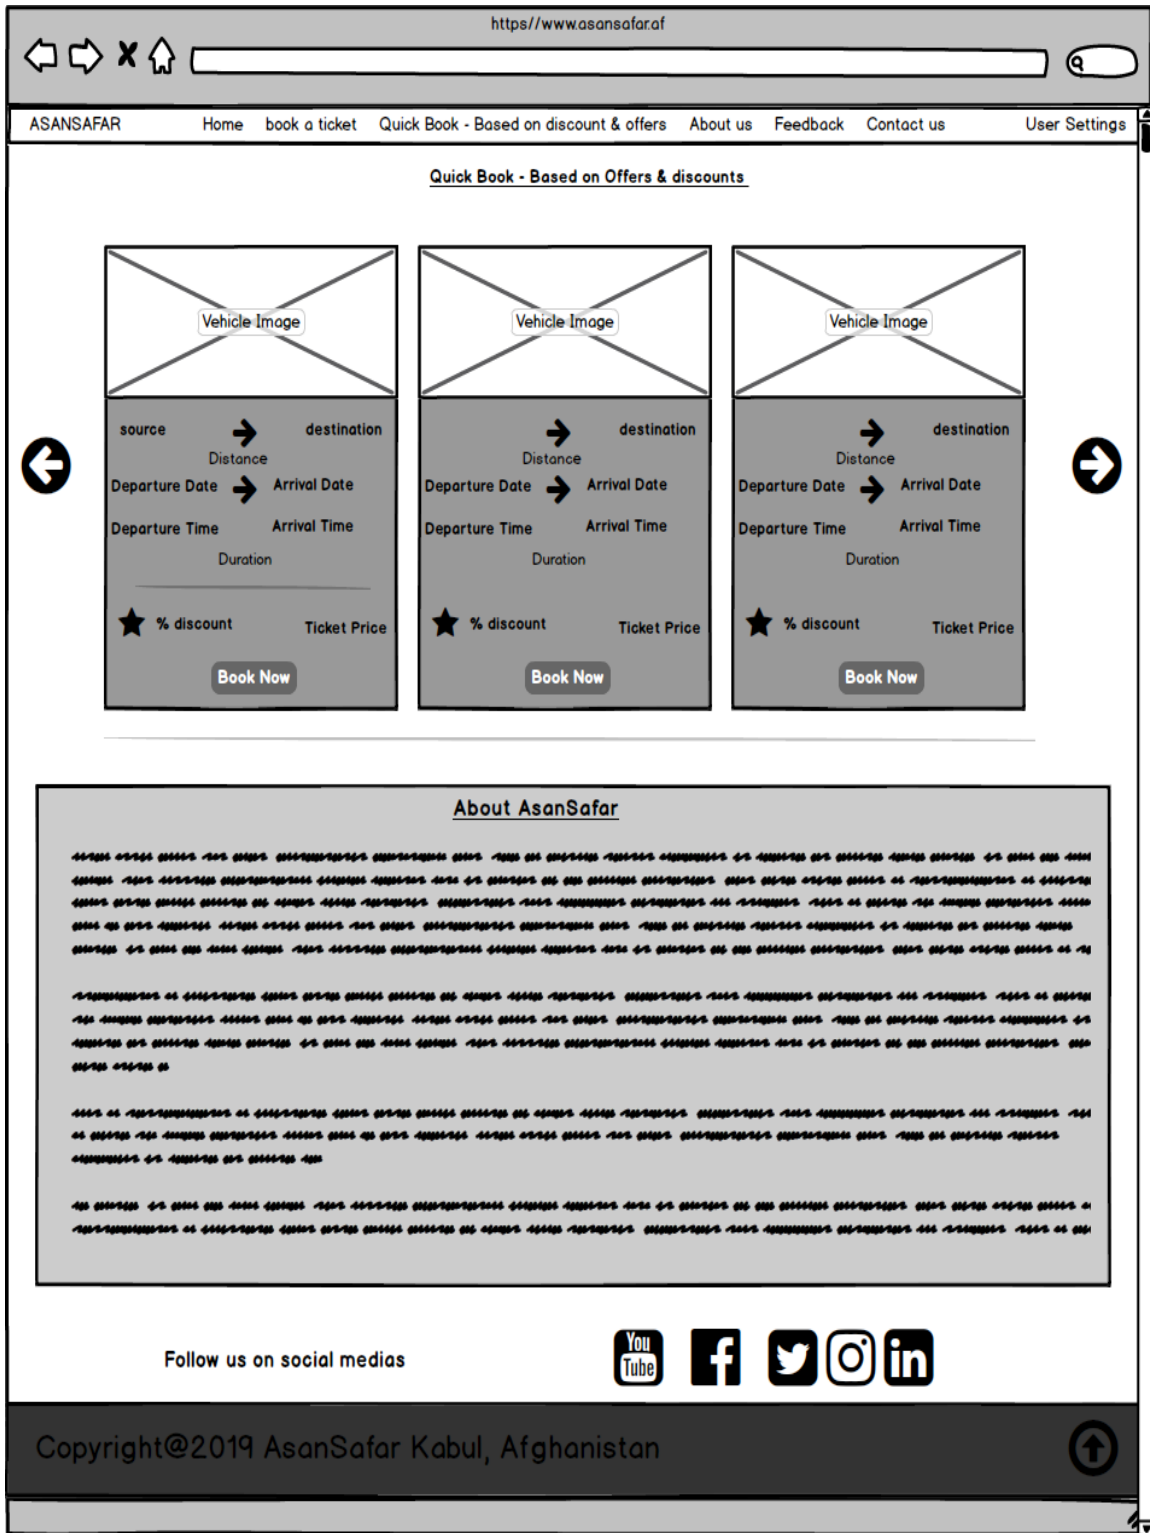 https//www.asansafar.af
ASANSAFAR Home book a ticket Quick Book - Based on discount & offers About us Feedback Contact us User Settings
Quick Book - Based on Offers & discounts
Vehicle Image Vehicle Image Vehicle Image
source destination destination destination
Distance Distance Distance
Departure Date Arrival Date Departure Date Arrival Date Departure Date Arrival Date
Departure Time Arrival Time Departure Time Arrival Time Departure Time Arrival Time
Duration Duration Duration
% discount Ticket Price % discount Ticket Price % discount Ticket Price
Book Now Book Now Book Now
About AsanSafar
Follow us on social medias You Tube f in
Copyright@2019 AsanSafar Kabul, Afghanistan